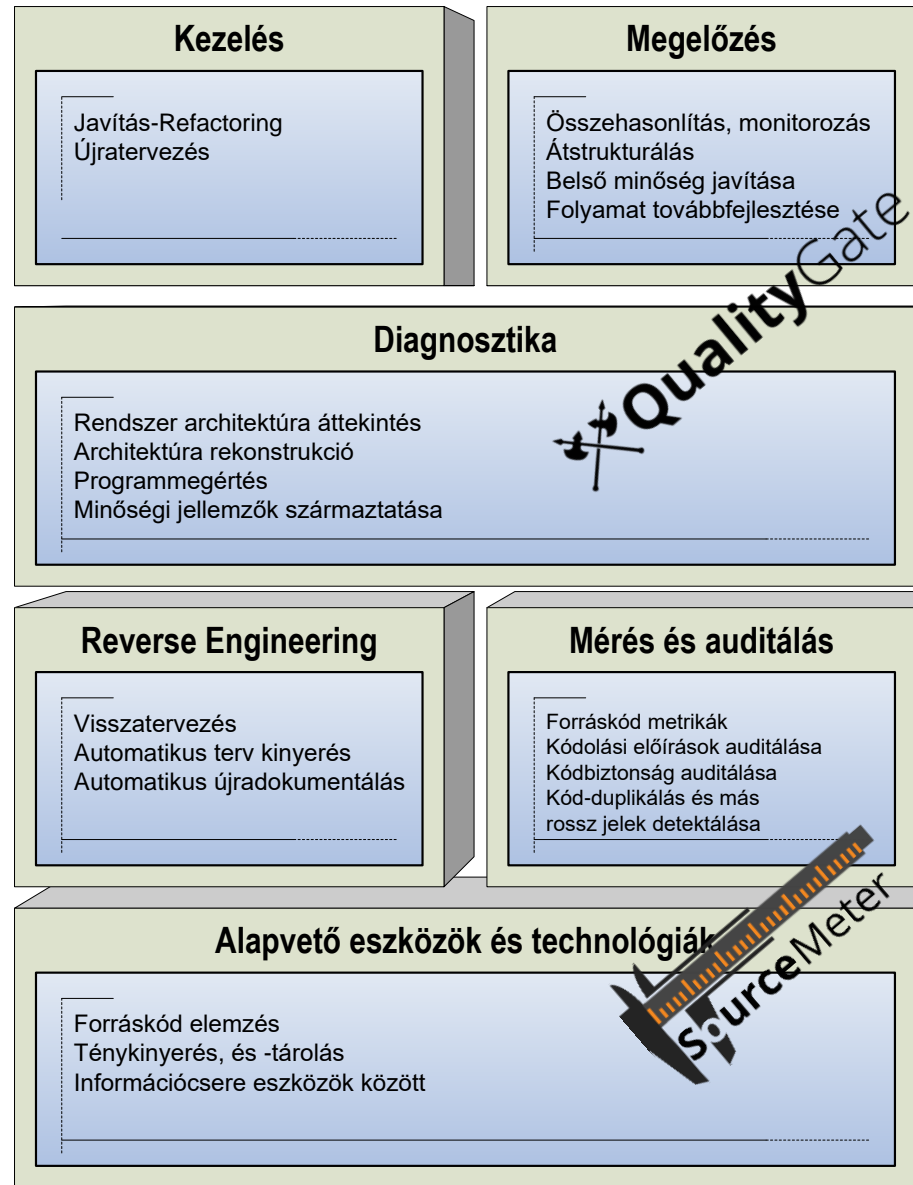 Kezelés
Javítás-Refactoring
Újratervezés
Megelőzés
Összehasonlítás, monitorozás
Átstrukturálás
Belső minőség javítása
Folyamat továbbfejlesztése
QualityGate
Diagnosztika
Rendszer architektúra áttekintés
Architektúra rekonstrukció
Programmegértés
Minőségi jellemzők származtatása
Reverse Engineering
Visszatervezés
Automatikus terv kinyerés
Automatikus újradokumentálás
Mérés és auditálás
Forráskód metrikák
Kódolási előírások auditálása
Kódbiztonság auditálása
Kód-duplikálás és más
rossz jelek detektálása
Alapvető eszközök és technológiák
Forráskód elemzés
Ténykinyerés, és -tárolás
Információcsere eszközök között
SourceMeter